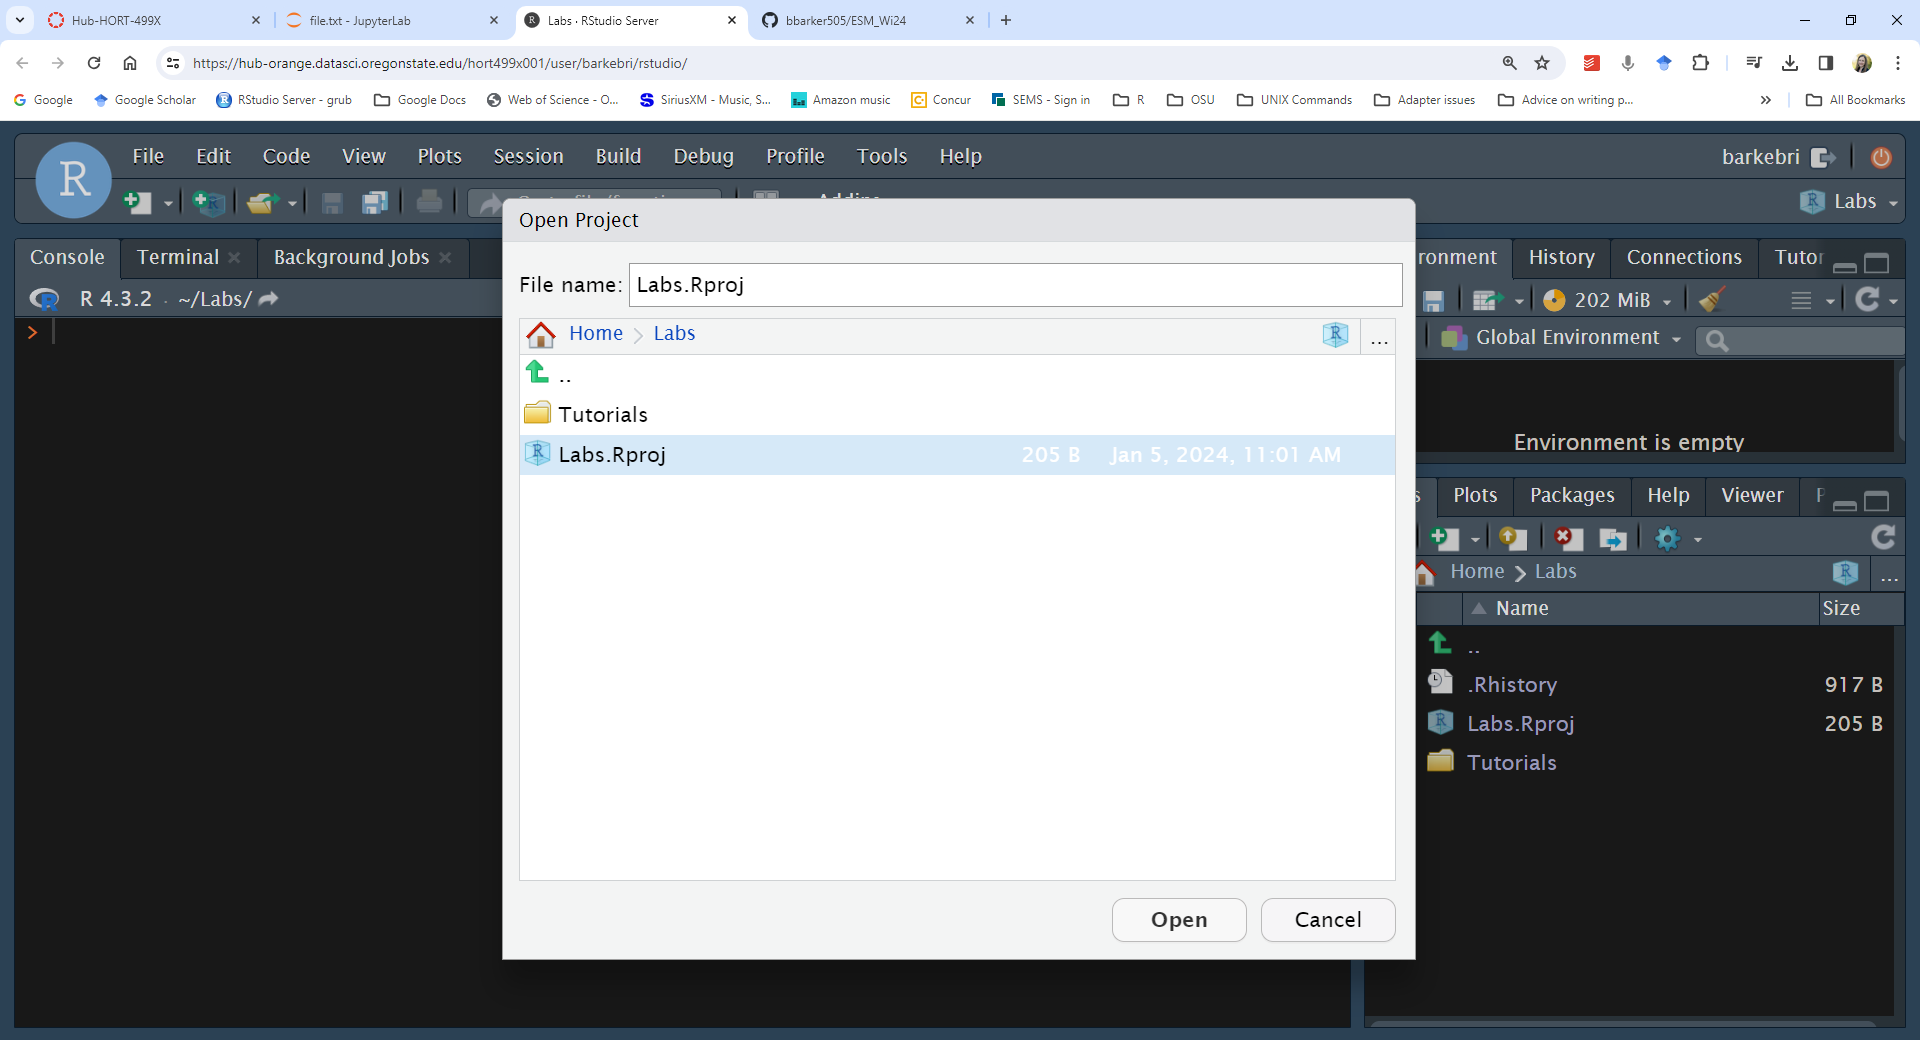 Hub-HORT-499X
file.txt - JupyterLab
Labs · RStudio Server
bbarker505/ESM_Wi24
https://hub-orange.datasci.oregonstate.edu/hort499x001/user/barkebri/rstudio/
Google
Google Scholar
RStudio Server - grub
Google Docs
Web of Science - O...
SiriusXM - Music, S...
Amazon music
Concur
SEMS - Sign in
R
OSU
UNIX Commands
Adapter issues
Advice on writing p...
All Bookmarks
R
File Edit Code View Plots Session Build Debug Profile Tools Help
barkebri
Addins
Labs
Open Project
Console
Terminal
Background Jobs
R 4.3.2 · ~/Labs/
>
File name: Labs.Rproj
Home Labs
...
..
Tutorials
Labs.Rproj 205 B Jan 5, 2024, 11:01 AM
Open
Cancel
ronment
History
Connections
Tutor
202 MiB
Global Environment
Environment is empty
s
Plots
Packages
Help
Viewer
P
Home Labs
...
Name
Size
..
.Rhistory 917 B
Labs.Rproj 205 B
Tutorials